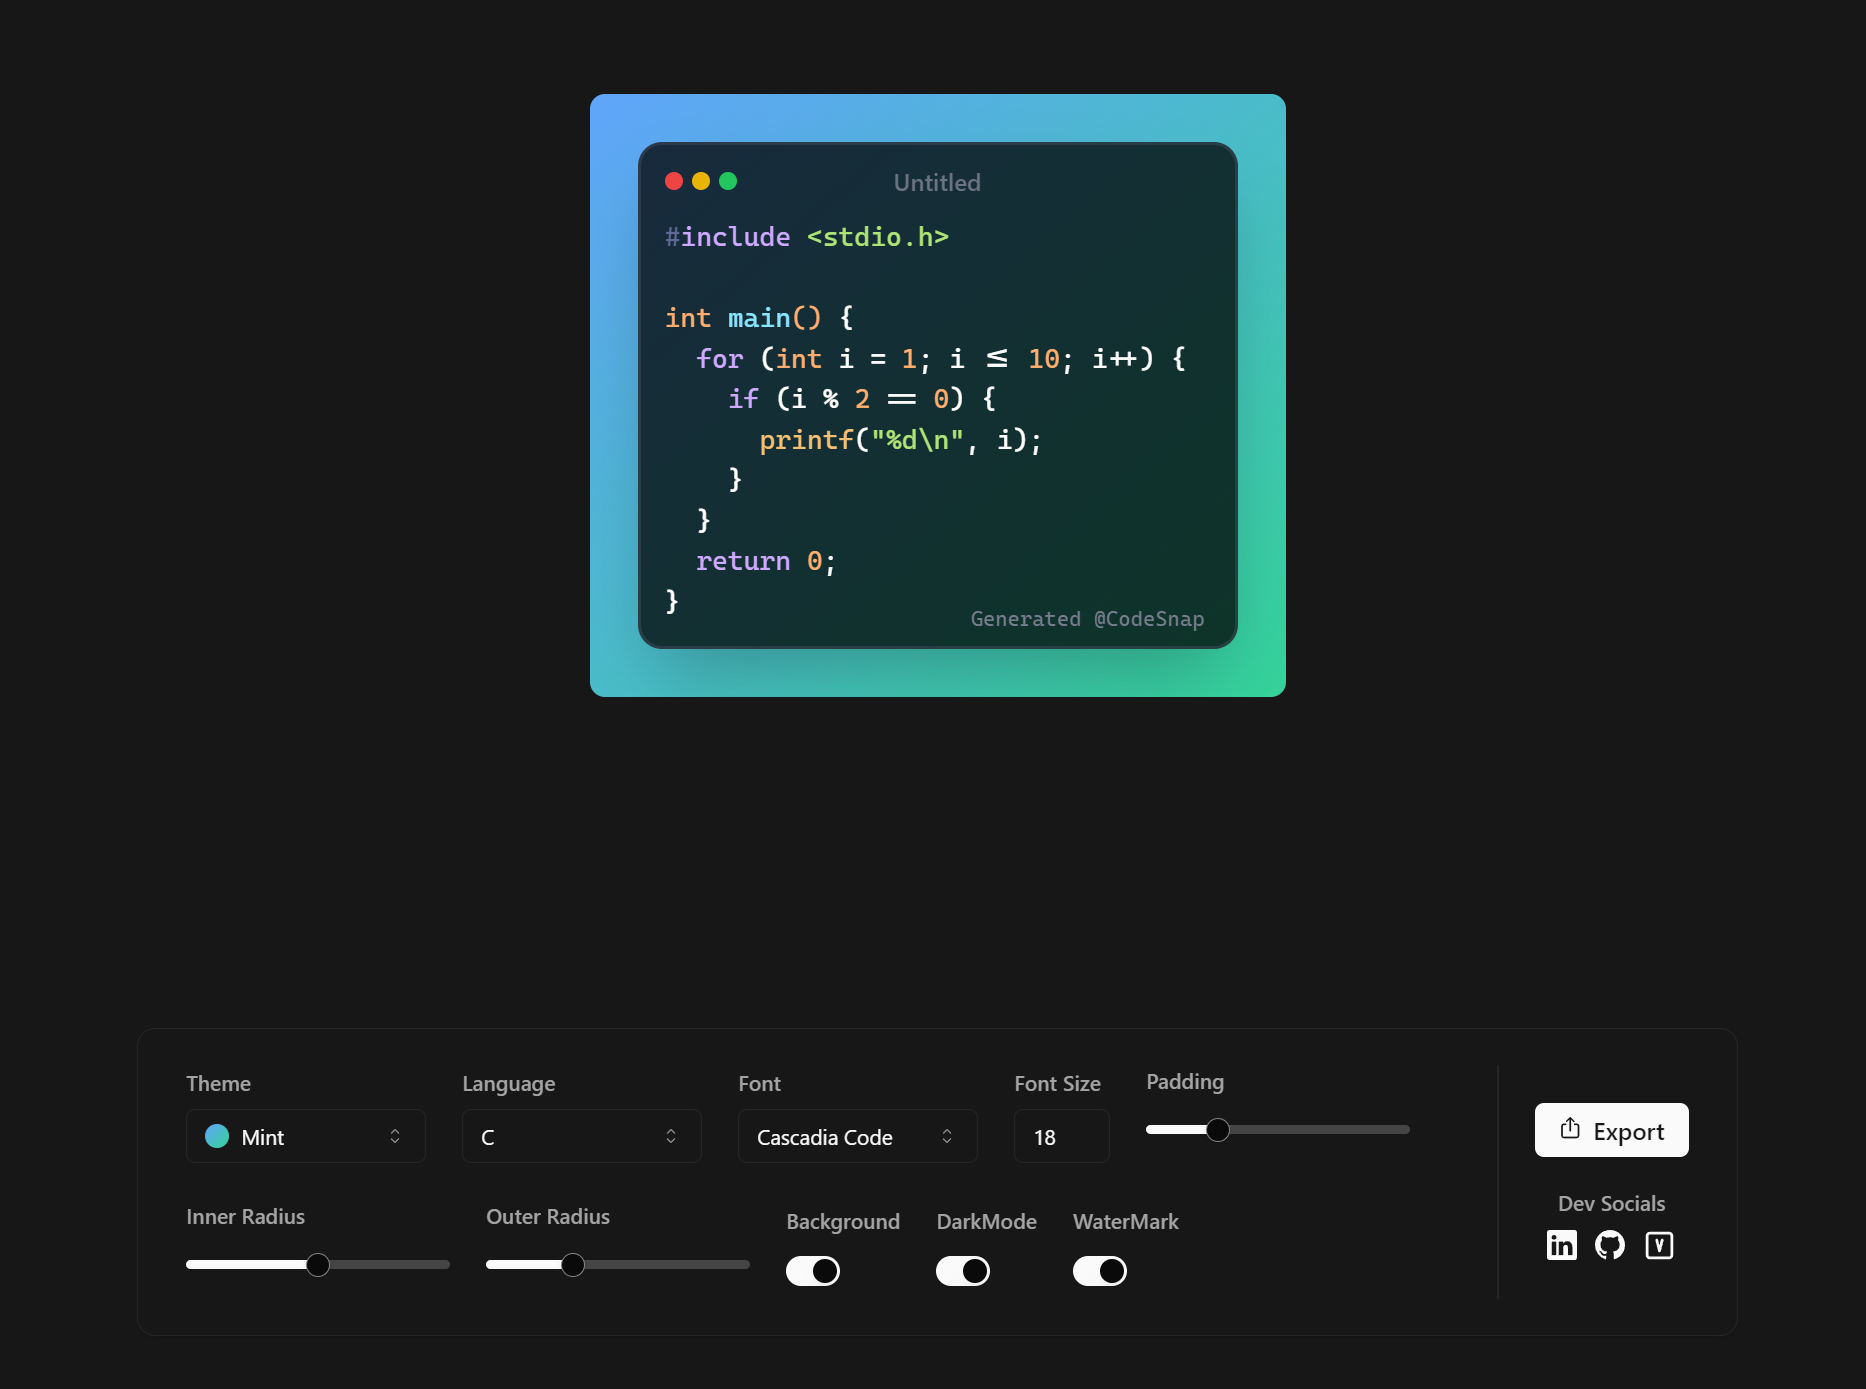 Untitled
#include <stdio.h>
int main() {
  for (int i = 1; i <= 10; i++) {
    if (i % 2 == 0) {
      printf("%d\n", i);
    }
  }
  return 0;
}
Generated @CodeSnap
Theme
Language
Font
Font Size
Padding
Mint
C
Cascadia Code
18
Export
Inner Radius
Outer Radius
Background
DarkMode
WaterMark
Dev Socials
in
V